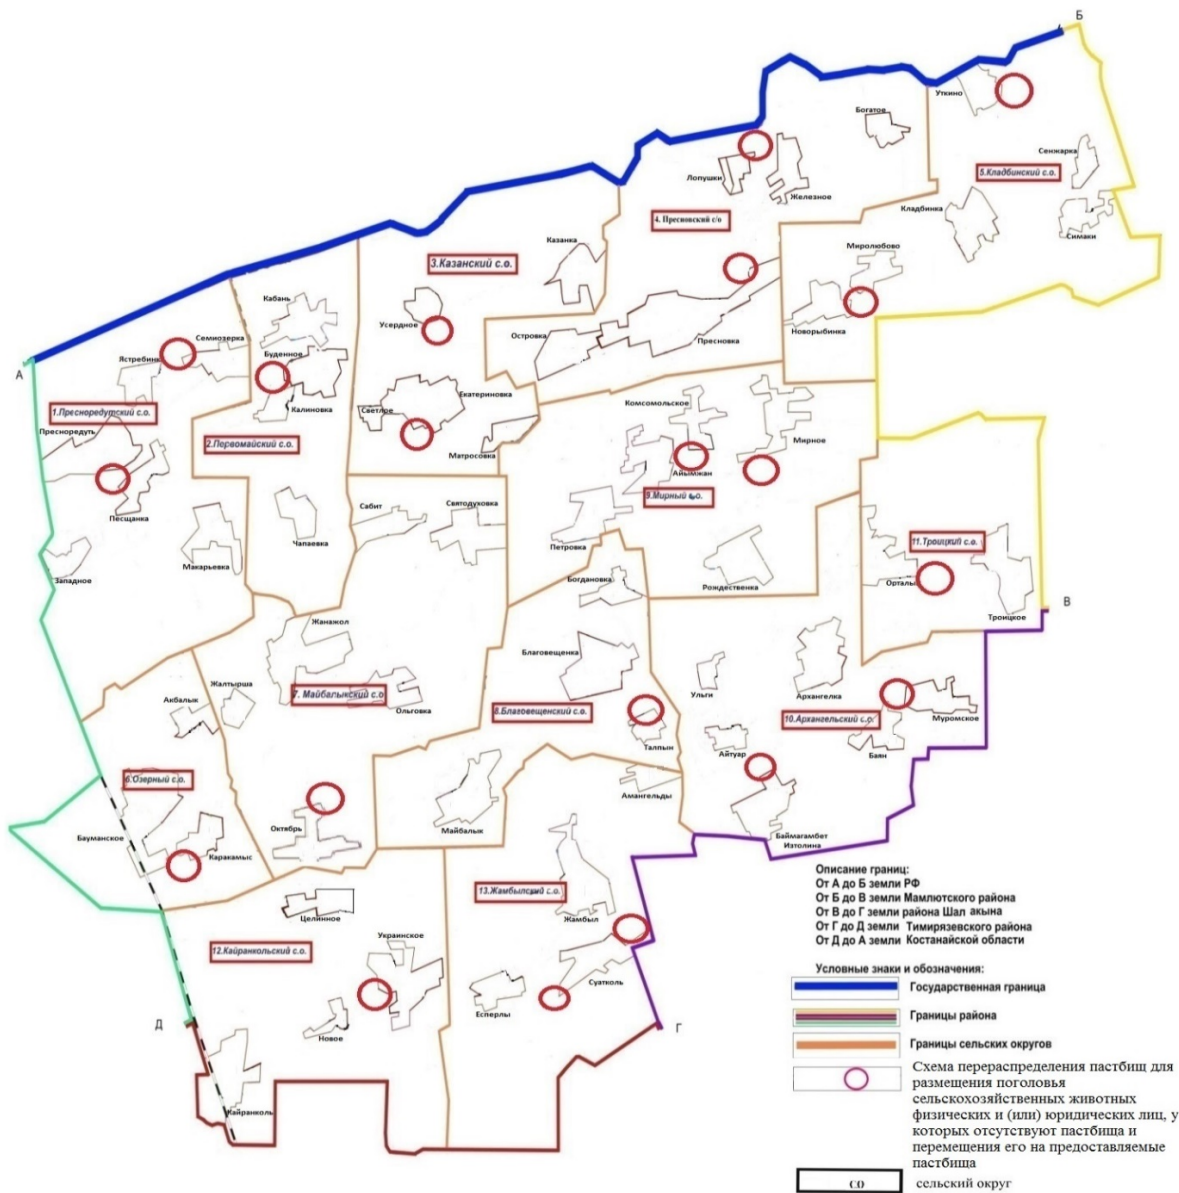 Б
Уткино
Богатое
Сенжарка
5.Кладбинский с.о.
Лопушки
Железное
Кладбинка
4. Пресновский с/о
Симаки
Казанка
Миролюбово
3.Казанский с.о.
Кабань
Усердное
Новорыбинка
Семиозерка
Островка
Пресновка
Ястребинка
Буденное
А
Екатериновка
Комсомольское
1.Пресноредутский с.о.
Калиновка
Светлое
Пресноредуть
2.Первомайский с.о.
Мирное
Матросовка
Айымжан
9.Мирный с.о.
Песщанка
Сабит
Святодуховка
Чапаевка
Петровка
11.Троицкий с.о.
Западное
Макарьевка
Богдановка
Рождественка
Орталык
В
Троицкое
Жанажол
Благовещенка
Жалтырша
Ульги
Архангелка
Акбалык
7. Майбалыкский с.о
Ольговка
8.Благовещенский с.о.
10.Архангельский с.о.
Муромское
Талпын
Айтуар
Баян
6.Озерный с.о.
Амангельды
Октябрь
Майбалык
Бауманское
Каракамыс
Баймагамбет
Изтолина
13.Жамбылский с.о.
Целинное
Жамбыл
Украинское
12.Кайранкольский с.о.
Суатколь
Есперлы
Д
Новое
Г
Кайранколь
Описание границ:
От А до Б земли РФ
От Б до В земли Мамлютского района
От В до Г земли района Шал акына
От Г до Д земли Тимирязевского района
От Д до А земли Костанайской области
Условные знаки и обозначения:
Государственная граница
Границы района
Границы сельских округов
Схема перераспределения пастбищ для
размещения поголовья
сельскохозяйственных животных
физических и (или) юридических лиц, у
которых отсутствуют пастбища и
перемещения его на предоставляемые
пастбища
СО
сельский округ